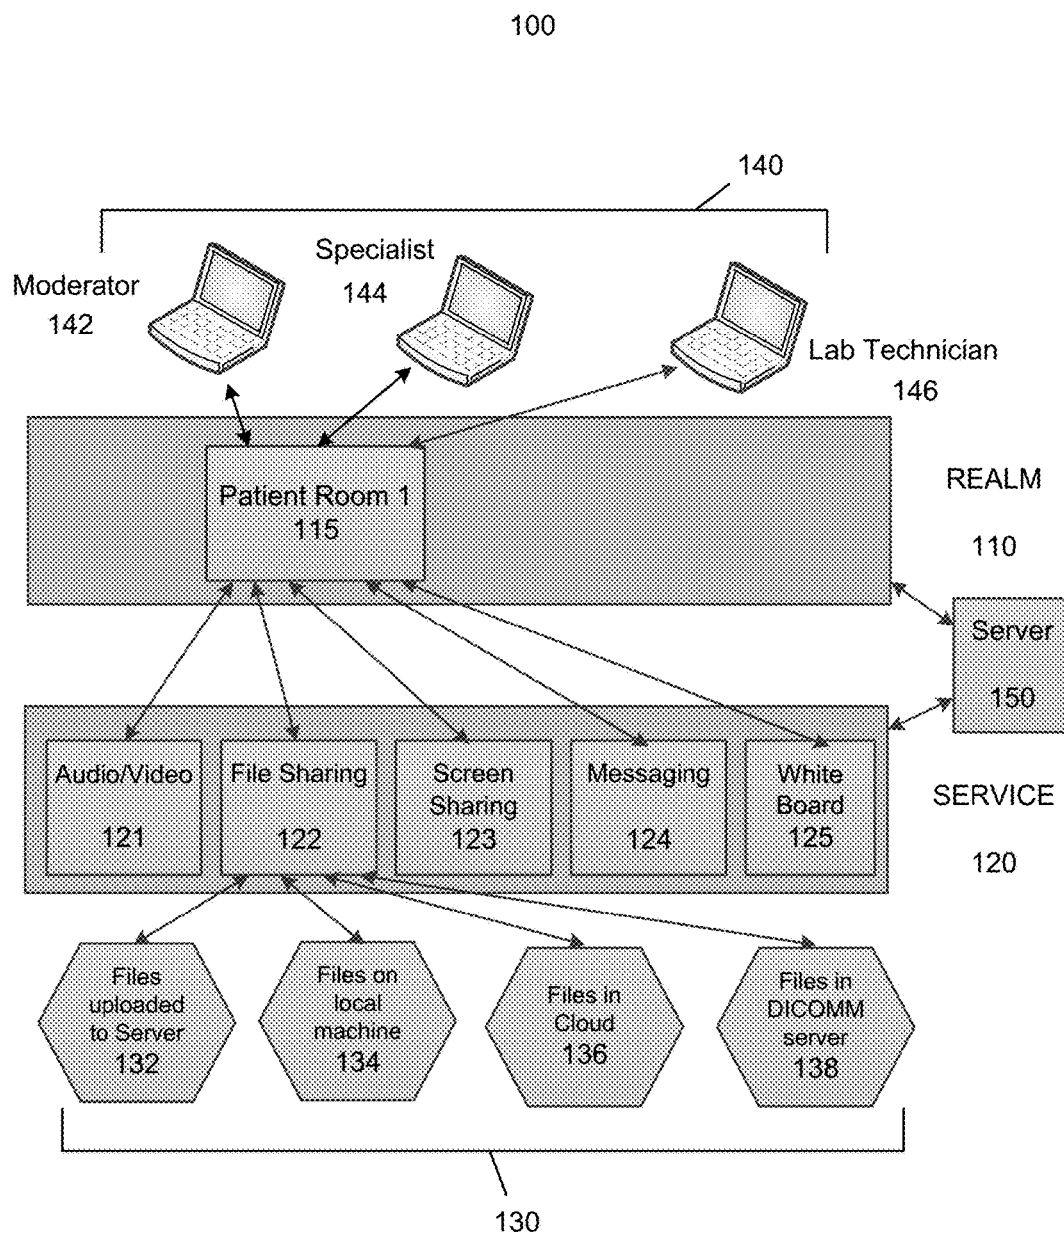 100
140
Specialist
144
Moderator
142
Lab Technician
146
Patient Room 1
115
REALM
110
Server
150
Audio/Video
121
File Sharing
122
Screen
Sharing
123
Messaging
124
White
Board
125
SERVICE
120
Files
uploaded
to Server
132
Files on
local
machine
134
Files in
Cloud
136
Files in
DICOMM
server
138
130